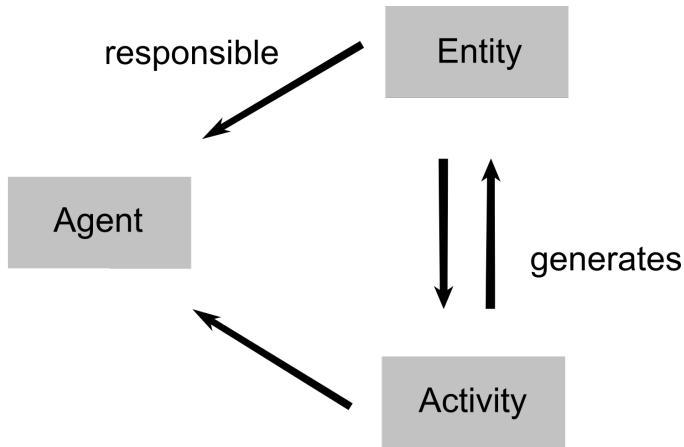 responsible
Entity
Agent
generates
Activity